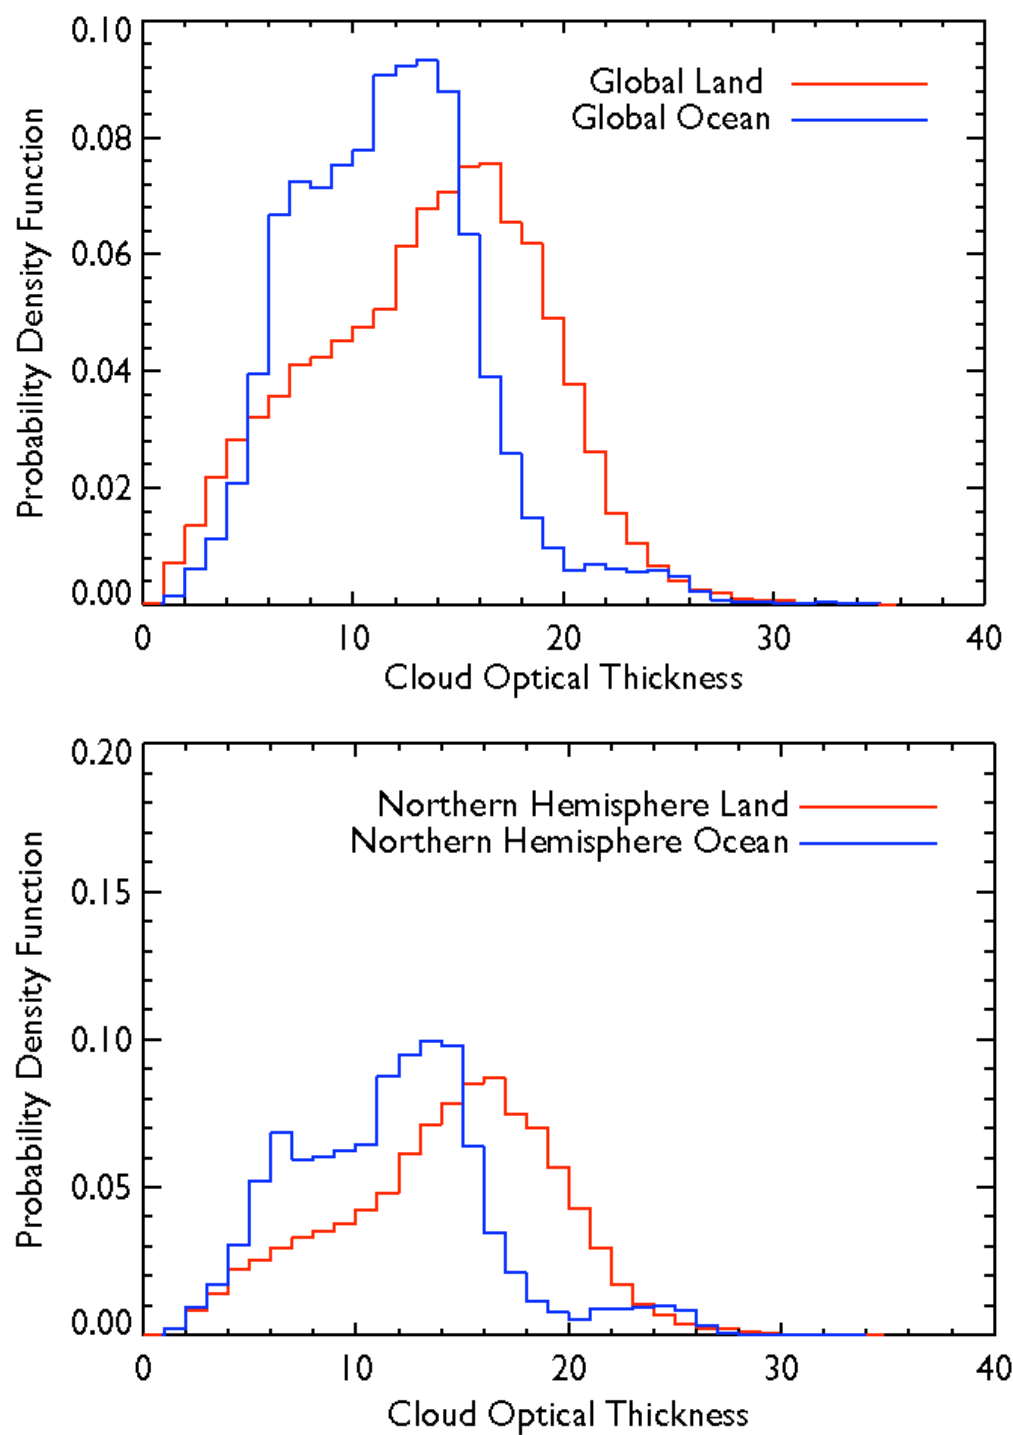 0.10
Global Land
Global Ocean
0.08
0.06
0.04
0.02
0.00
Probability Density Function
0 10 20 30 40
Cloud Optical Thickness
0.20
Northern Hemisphere Land
Northern Hemisphere Ocean
0.15
0.10
0.05
0.00
Probability Density Function
0 10 20 30 40
Cloud Optical Thickness